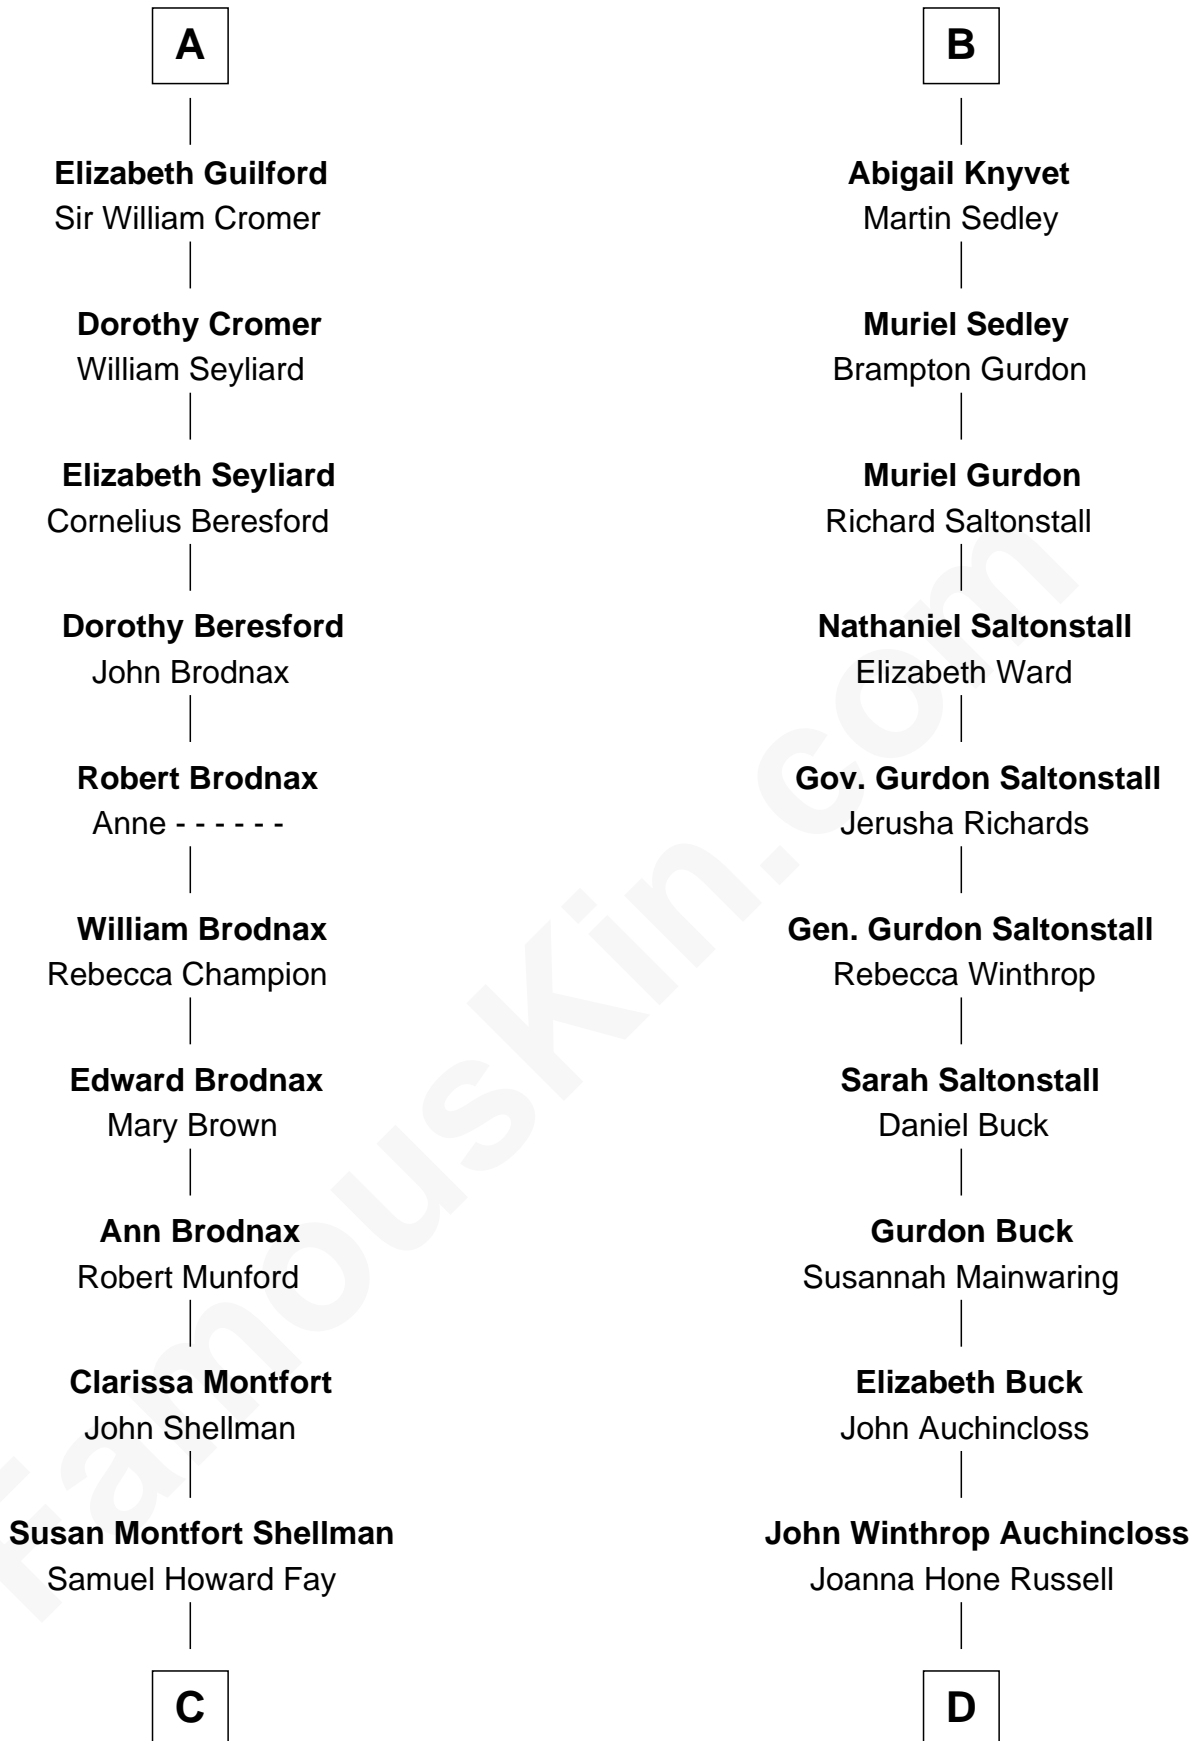 A
Elizabeth Guilford
Sir William Cromer
Dorothy Cromer
William Seyliard
Elizabeth Seyliard
Cornelius Beresford
Dorothy Beresford
John Brodnax
Robert Brodnax
Anne - - - - - -
William Brodnax
Rebecca Champion
Edward Brodnax
Mary Brown
Ann Brodnax
Robert Munford
Clarissa Montfort
John Shellman
Susan Montfort Shellman
Samuel Howard Fay
C
B
Abigail Knyvet
Martin Sedley
Muriel Sedley
Brampton Gurdon
Muriel Gurdon
Richard Saltonstall
Nathaniel Saltonstall
Elizabeth Ward
Gov. Gurdon Saltonstall
Jerusha Richards
Gen. Gurdon Saltonstall
Rebecca Winthrop
Sarah Saltonstall
Daniel Buck
Gurdon Buck
Susannah Mainwaring
Elizabeth Buck
John Auchincloss
John Winthrop Auchincloss
Joanna Hone Russell
D
FamousKin.com